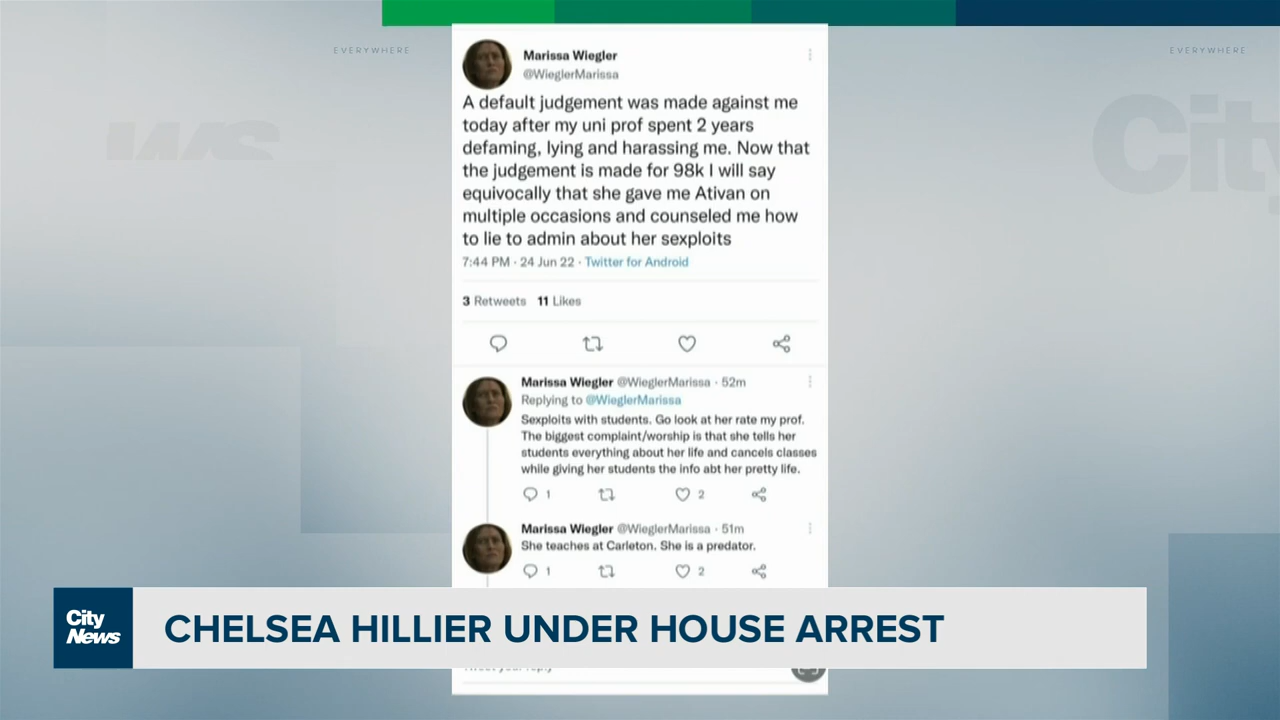 EVERYWHERE
EVERYWHERE
WS
City
Marissa Wiegler
@WieglerMarissa
A default judgement was made against me
today after my uni prof spent 2 years
defaming, lying and harassing me. Now that
the judgement is made for 98k I will say
equivocally that she gave me Ativan on
multiple occasions and counseled me how
to lie to admin about her sexploits
7:44 PM · 24 Jun 22 · Twitter for Android
3 Retweets 11 Likes
Marissa Wiegler @WieglerMarissa · 52m
Replying to @WieglerMarissa
Sexploits with students. Go look at her rate my prof.
The biggest complaint/worship is that she tells her
students everything about her life and cancels classes
while giving her students the info abt her pretty life.
1 2
Marissa Wiegler @WieglerMarissa · 51m
She teaches at Carleton. She is a predator.
1 2
City
News
CHELSEA HILLIER UNDER HOUSE ARREST